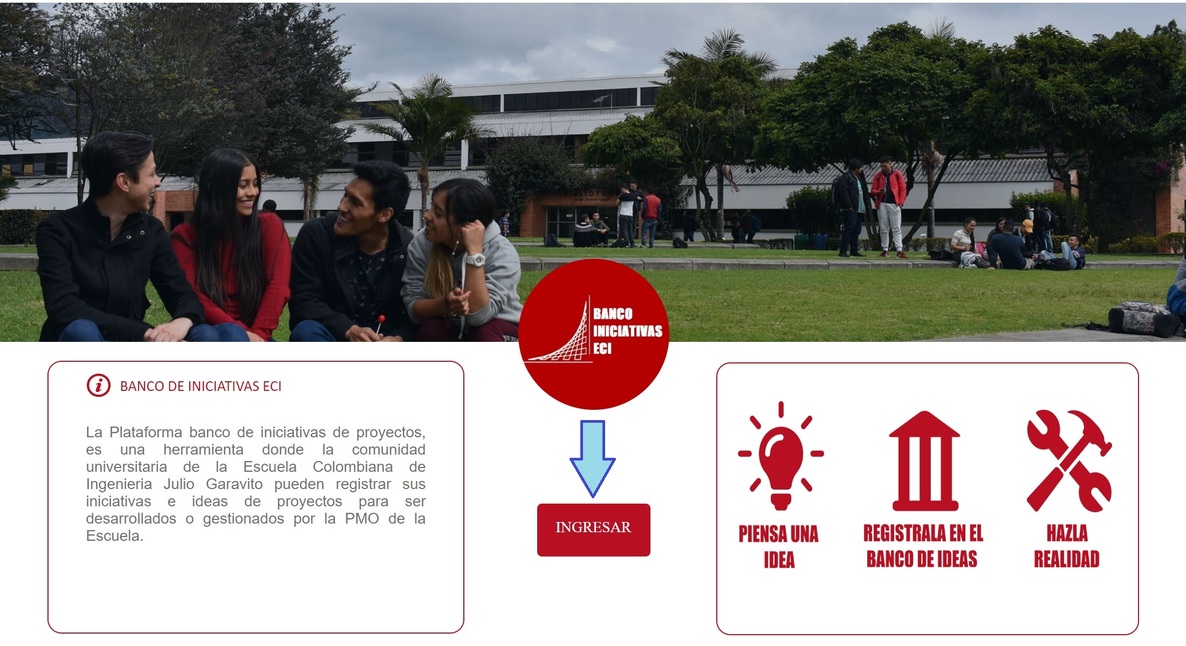 BANCO
INICIATIVAS
ECI
BANCO DE INICIATIVAS ECI
La Plataforma banco de iniciativas de proyectos,
es una herramienta donde la comunidad
universitaria de la Escuela Colombiana de
Ingenieria Julio Garavito pueden registrar sus
iniciativas e ideas de proyectos para ser
desarrollados o gestionados por la PMO de la
Escuela.
INGRESAR
PIENSA UNA
IDEA
REGISTRALA EN EL
BANCO DE IDEAS
HAZLA
REALIDAD